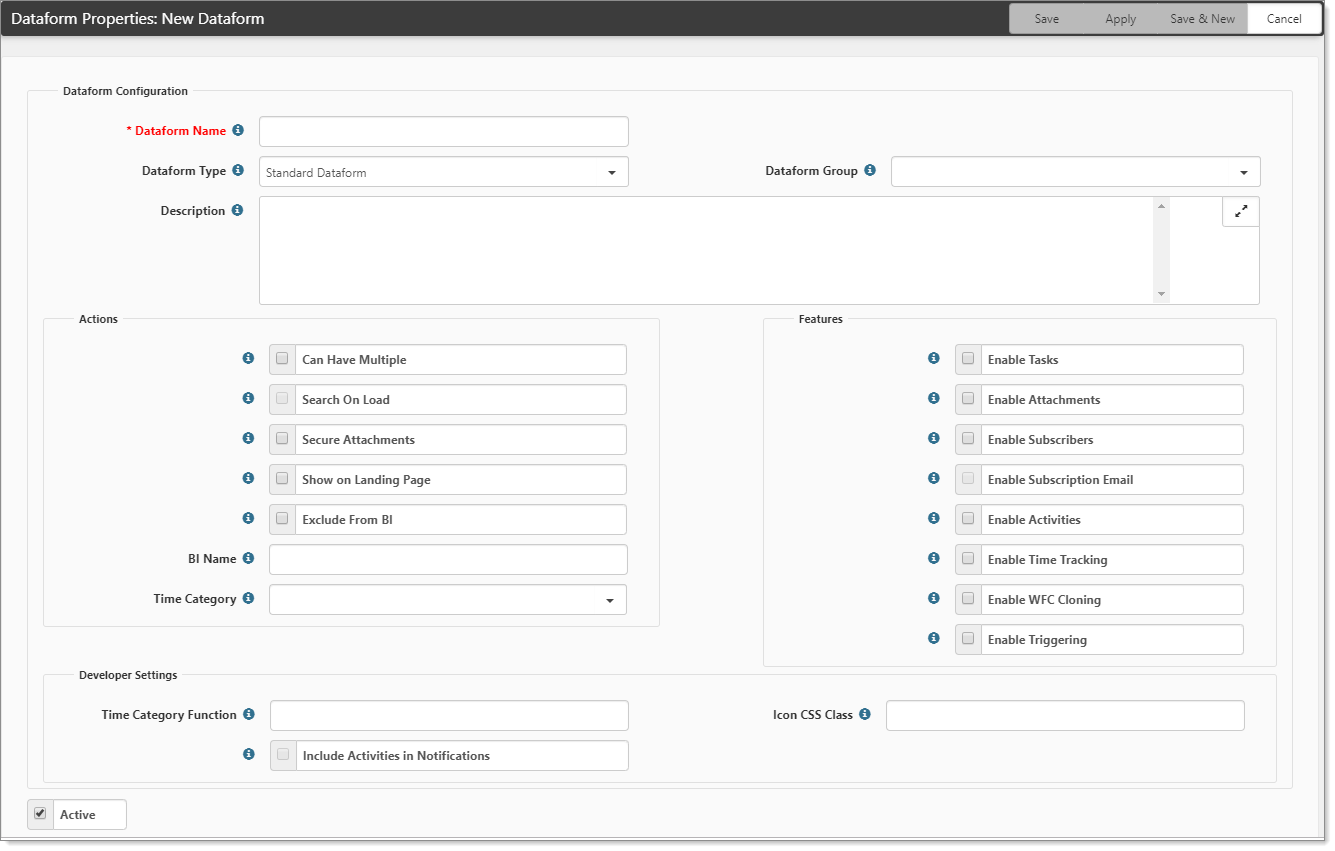 Dataform Properties: New Dataform
Save
Apply
Save & New
Cancel
Dataform Configuration
* Dataform Name
Dataform Type
Standard Dataform
Dataform Group
Description
Actions
Can Have Multiple
Search On Load
Secure Attachments
Show on Landing Page
Exclude From BI
BI Name
Time Category
Features
Enable Tasks
Enable Attachments
Enable Subscribers
Enable Subscription Email
Enable Activities
Enable Time Tracking
Enable WFC Cloning
Enable Triggering
Developer Settings
Time Category Function
Icon CSS Class
Include Activities in Notifications
Active